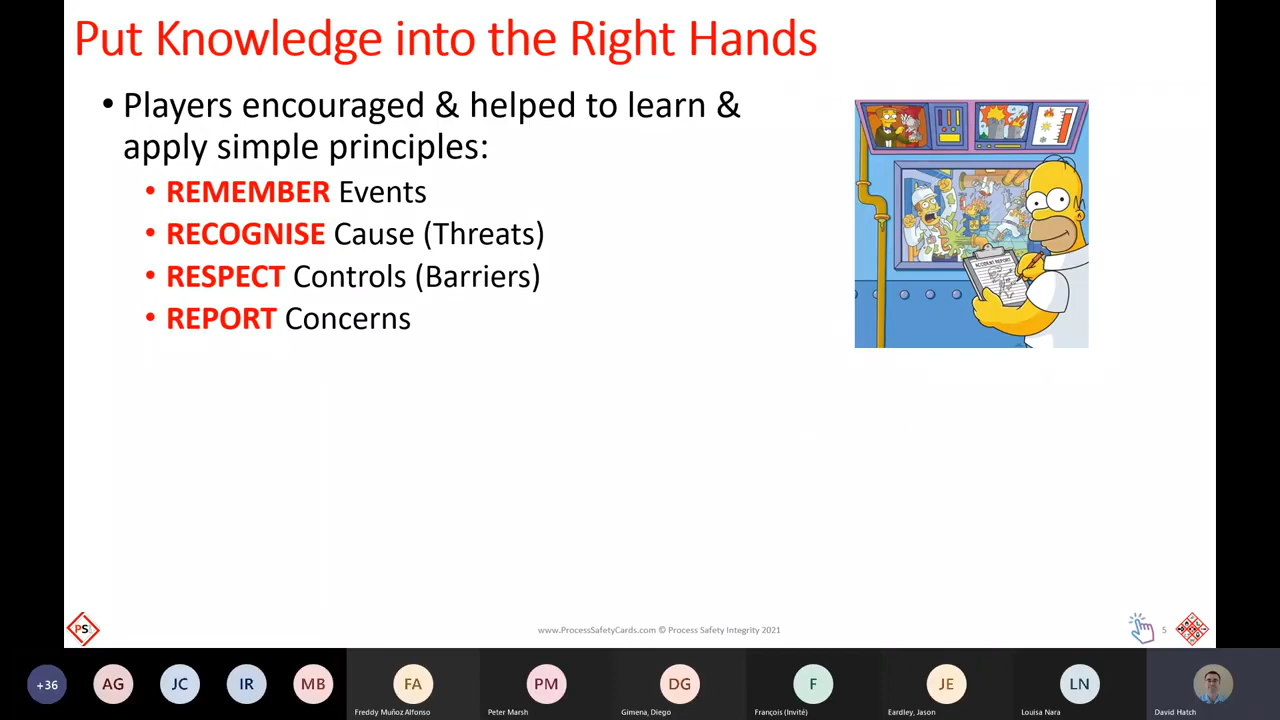 Put Knowledge into the Right Hands
• Players encouraged & helped to learn &
apply simple principles:
• REMEMBER Events
• RECOGNISE Cause (Threats)
• RESPECT Controls (Barriers)
• REPORT Concerns
ACCIDENT REPORT
PS
www.ProcessSafetyCards.com © Process Safety Integrity 2021
5
+36
AG
JC
IR
MB
FA
PM
DG
F
JE
LN
Freddy Muñoz Alfonso
Peter Marsh
Gimena, Diego
François (Invité)
Eardley, Jason
Louisa Nara
David Hatch